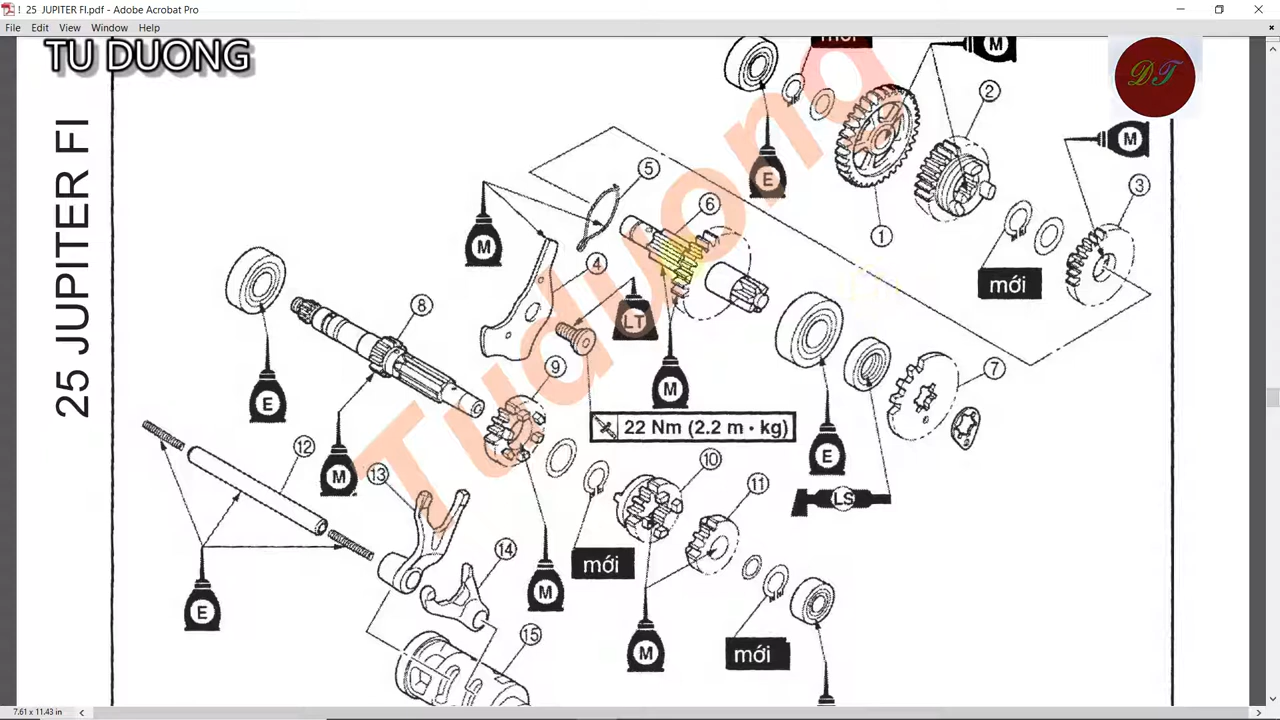 ! 25 JUPITER FI.pdf - Adobe Acrobat Pro
File Edit View Window Help
TU DUONG
DT
25 JUPITER FI
Tuduong
mới
M
2
M
3
E
1
5
6
M
4
mới
8
LT
9
7
E
M
22 Nm (2.2 m • kg)
12
M
13
10
E
11
LS
14
mới
M
E
15
M
mới
7.61 x 11.43 in